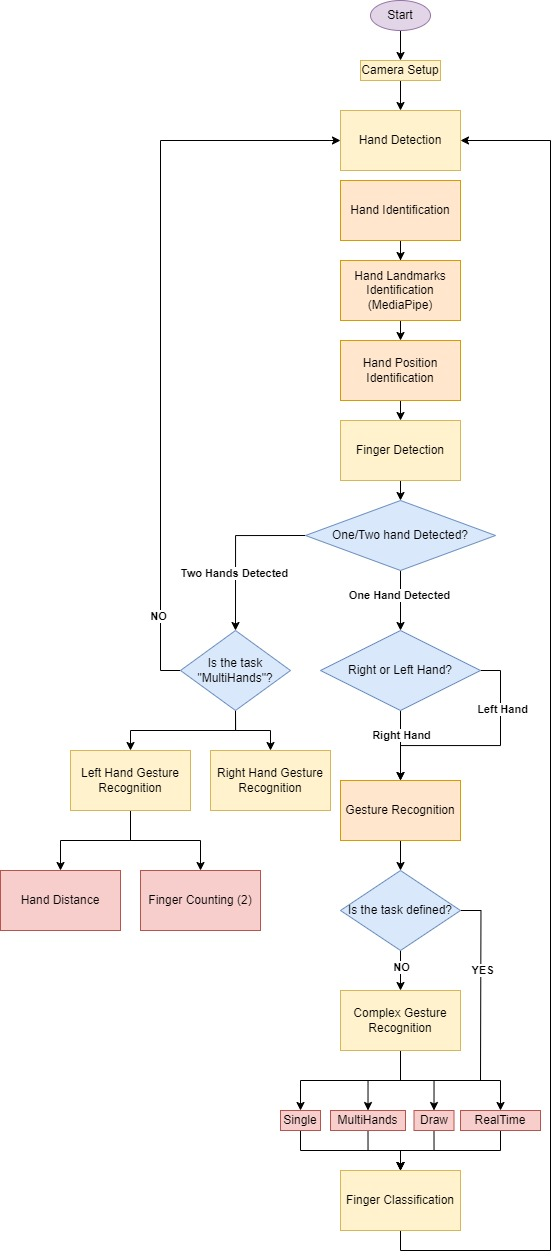 Start
Camera Setup
Hand Detection
Hand Identification
Hand Landmarks
Identification
(MediaPipe)
Hand Position
Identification
Finger Detection
One/Two hand Detected?
Two Hands Detected
One Hand Detected
NO
Is the task
"MultiHands"?
Right or Left Hand?
Left Hand
Right Hand
Left Hand Gesture
Recognition
Right Hand Gesture
Recognition
Gesture Recognition
Hand Distance
Finger Counting (2)
Is the task defined?
NO
YES
Complex Gesture
Recognition
Single
MultiHands
Draw
RealTime
Finger Classification